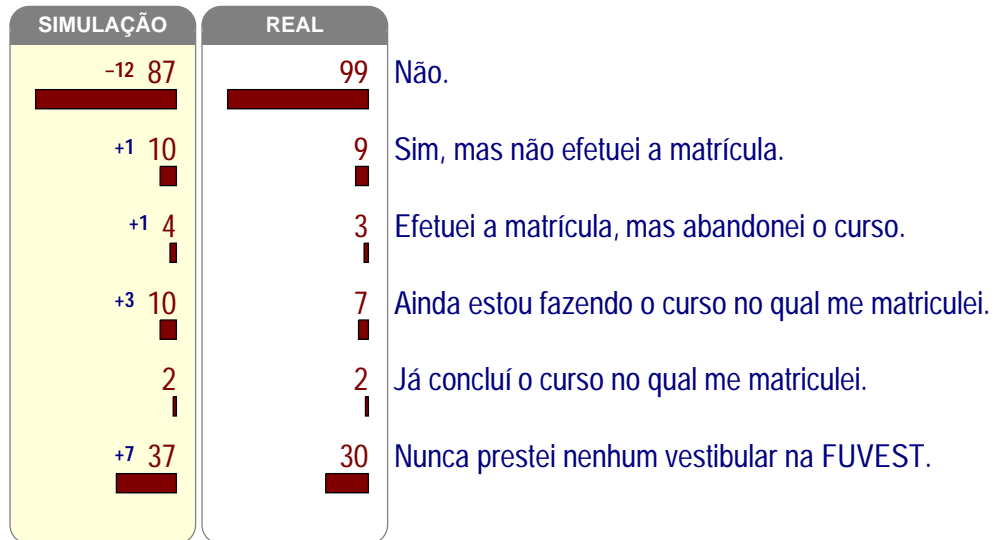 SIMULAÇÃO REAL
–12 87 99 Não.
+1 10 9 Sim, mas não efetuei a matrícula.
+1 4 3 Efetuei a matrícula, mas abandonei o curso.
+3 10 7 Ainda estou fazendo o curso no qual me matriculei.
2 2 Já concluí o curso no qual me matriculei.
+7 37 30 Nunca prestei nenhum vestibular na FUVEST.